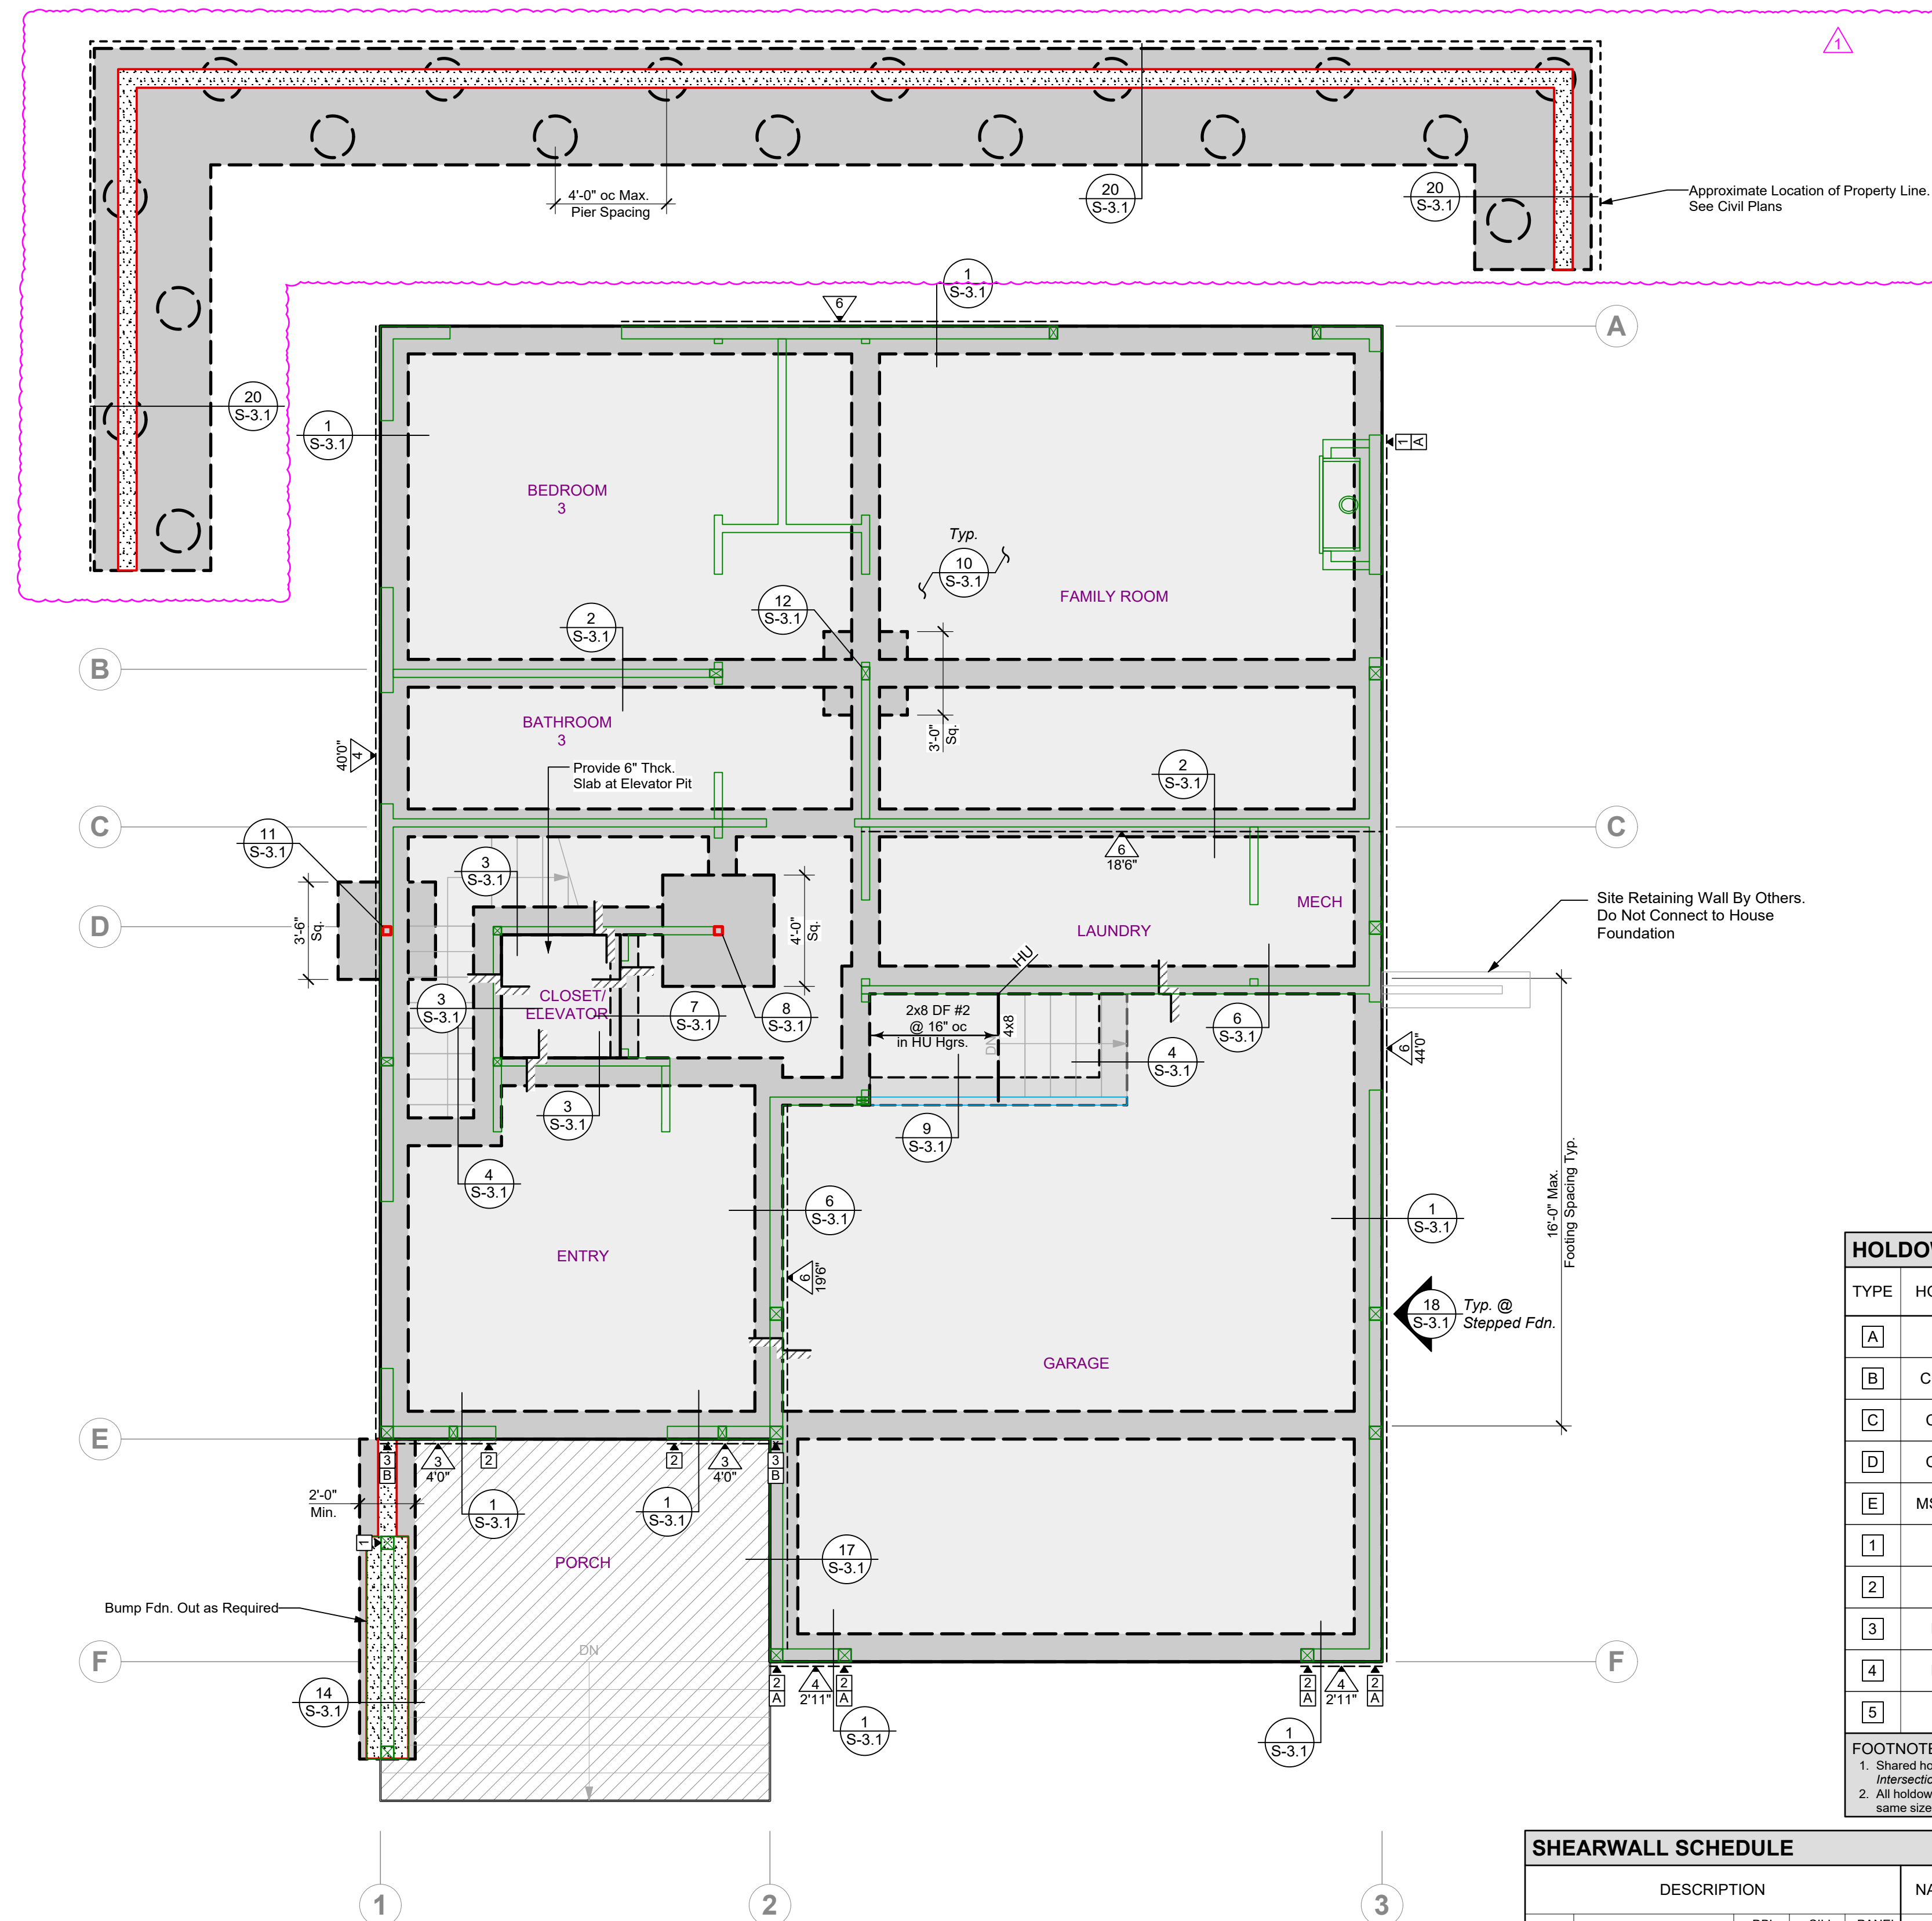 1
20
S-3.1
20
S-3.1
Approximate Location of Property Line.
See Civil Plans
4'-0" oc Max.
Pier Spacing
1
S-3.1
6
A
20
S-3.1
1
S-3.1
1
A
BEDROOM
3
Typ.
10
S-3.1
FAMILY ROOM
12
S-3.1
2
S-3.1
B
BATHROOM
3
3'-0"
Sq.
40'0"
4
Provide 6" Thck.
Slab at Elevator Pit
2
S-3.1
C
C
11
S-3.1
3
S-3.1
6
18'6"
MECH
Site Retaining Wall By Others.
Do Not Connect to House
Foundation
D
3'-6"
Sq.
4'-0"
Sq.
LAUNDRY
HU
CLOSET/
ELEVATOR
3
S-3.1
7
S-3.1
8
S-3.1
2x8 DF #2
@ 16" oc
in HU Hgrs.
4x8
DN
6
S-3.1
6
44'0"
4
S-3.1
3
S-3.1
9
S-3.1
4
S-3.1
6
S-3.1
16'-0" Max.
Footing Spacing Typ.
1
S-3.1
ENTRY
6
19'6"
18
S-3.1
Typ. @
Stepped Fdn.
GARAGE
E
3
B
3
4'0"
2
2
3
4'0"
3
B
2'-0"
Min.
1
S-3.1
1
S-3.1
1
PORCH
17
S-3.1
Bump Fdn. Out as Required
DN
F
F
14
S-3.1
2
A
4
2'11"
2
A
2
A
4
2'11"
2
A
1
S-3.1
1
S-3.1
1
2
3
HOLDOW
TYPE
HO
A
B
C
C
C
D
C
E
MS
1
2
3
4
5
FOOTNOTE
1. Shared ho
Intersectio
2. All holdow
same size
SHEARWALL SCHEDULE
DESCRIPTION
NA